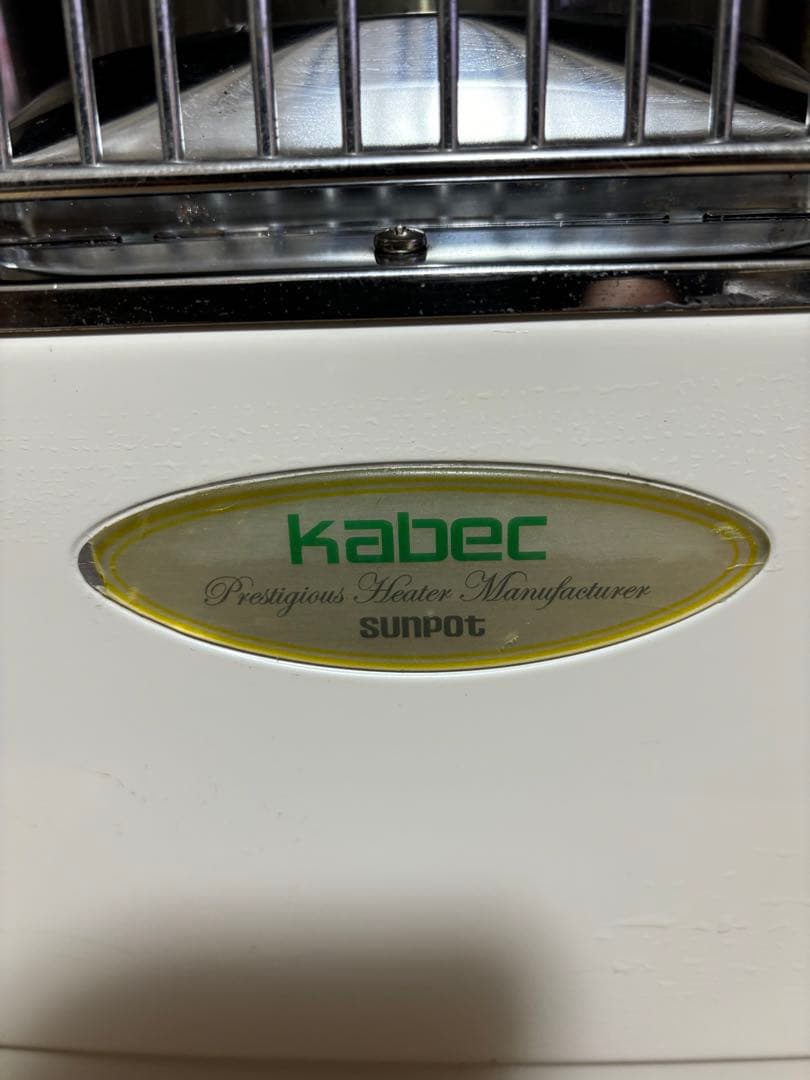 kabec
Prestigious Heater Manufacturer
sunpot